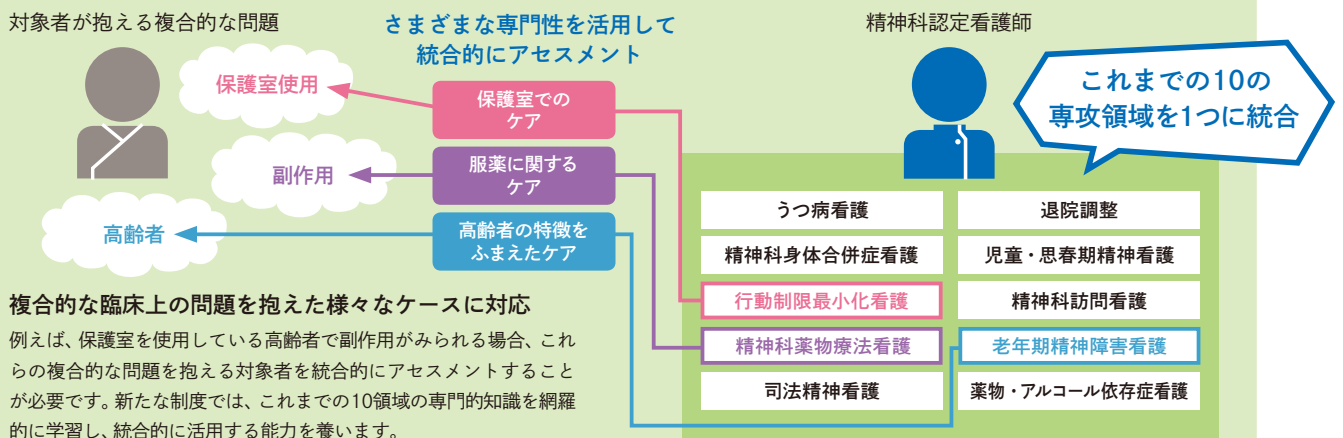 対象者が抱える複合的な問題
さまざまな専門性を活用して
統合的にアセスメント
精神科認定看護師
これまでの10の
専攻領域を1つに統合
保護室使用
副作用
高齢者
保護室での
ケア
服薬に関する
ケア
高齢者の特徴を
ふまえたケア
うつ病看護
退院調整
精神科身体合併症看護
児童・思春期精神看護
行動制限最小化看護
精神科訪問看護
精神科薬物療法看護
老年期精神障害看護
司法精神看護
薬物・アルコール依存症看護
複合的な臨床上の問題を抱えた様々なケースに対応
例えば、保護室を使用している高齢者で副作用がみられる場合、これ
らの複合的な問題を抱える対象者を統合的にアセスメントすること
が必要です。新たな制度では、これまでの10領域の専門的知識を網羅
的に学習し、統合的に活用する能力を養います。